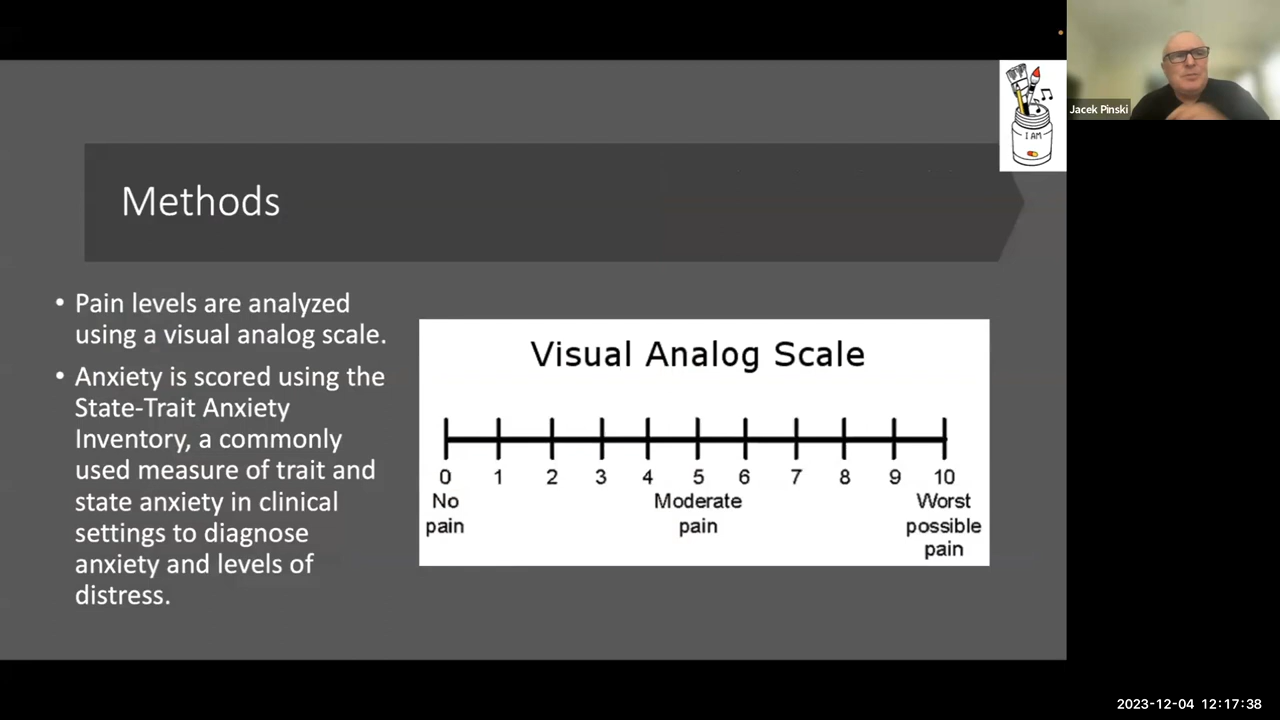 Jacek Pinski
I AM
Methods
• Pain levels are analyzed
using a visual analog scale.
• Anxiety is scored using the
State-Trait Anxiety
Inventory, a commonly
used measure of trait and
state anxiety in clinical
settings to diagnose
anxiety and levels of
distress.
Visual Analog Scale
0 1 2 3 4 5 6 7 8 9 10
No
pain
Moderate
pain
Worst
possible
pain
2023-12-04 12:17:38